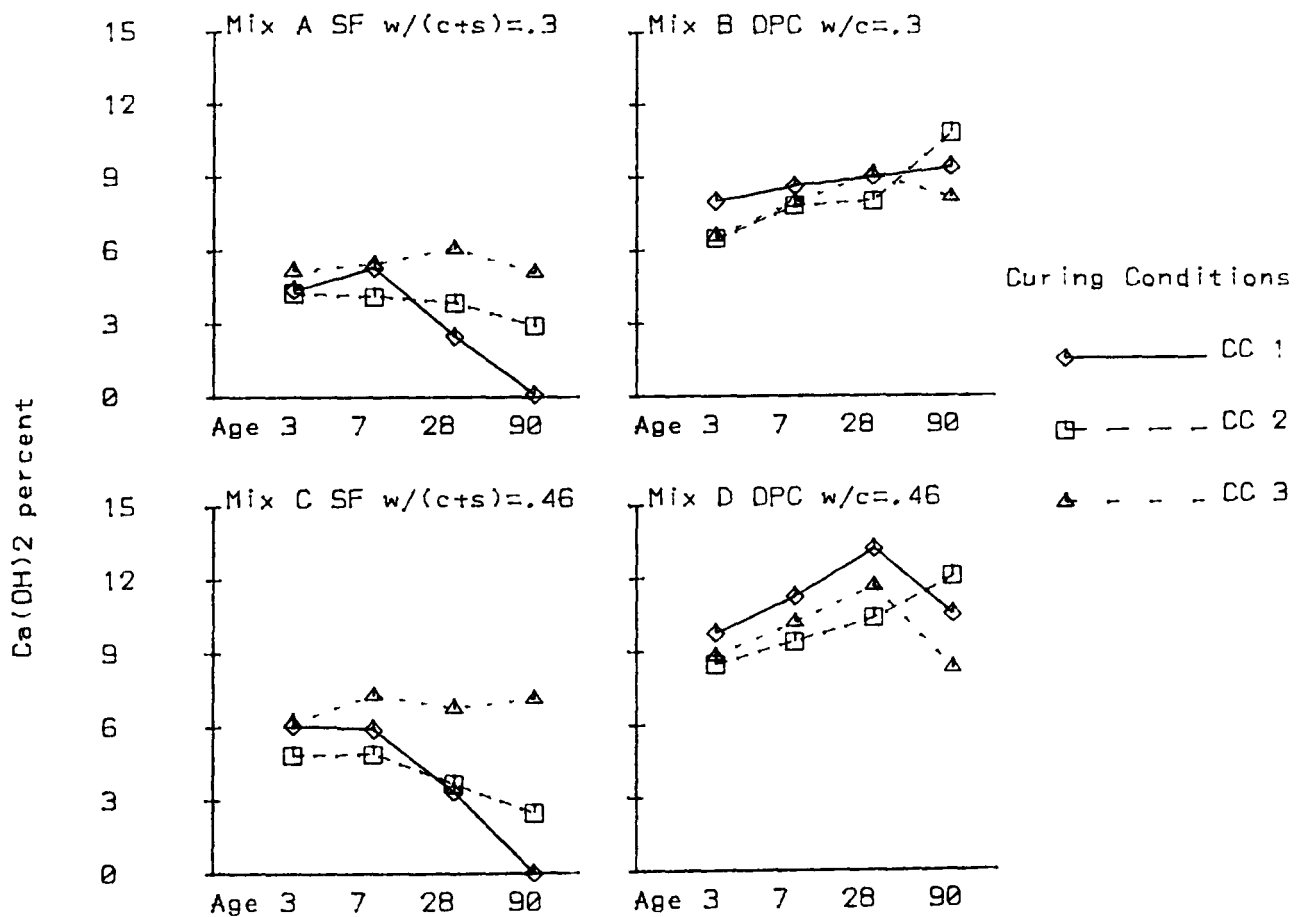 Mix A SF w/(c+s)=.3
15
12
9
6
3
0
Age 3 7 28 90
Mix B OPC w/c=.3
Age 3 7 28 90
Curing Conditions
CC 1
CC 2
CC 3
Ca(OH)2 percent
Mix C SF w/(c+s)=.46
15
12
9
6
3
0
Age 3 7 28 90
Mix D OPC w/c=.46
Age 3 7 28 90